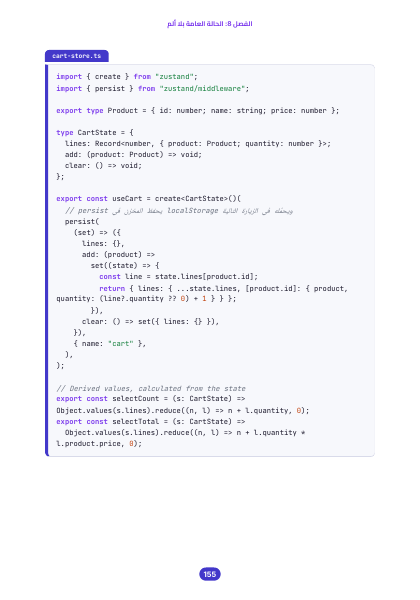 الفصل 8: الحالة العامة بلا ألم
cart-store.ts
import { create } from "zustand";
import { persist } from "zustand/middleware";
export type Product = { id: number; name: string; price: number };
type CartState = {
lines: Record<number, { product: Product; quantity: number }>;
add: (product: Product) => void;
clear: () => void;
};
export const useCart = create<CartState>()(
// persist يحفظ المخزن في localStorage ويحمّله في الزيارة التالية
persist(
(set) => ({
lines: {},
add: (product) =>
set((state) => {
const line = state.lines[product.id];
return { lines: { ...state.lines, [product.id]: { product,
quantity: (line?.quantity ?? 0) + 1 } } };
}),
clear: () => set({ lines: {} }),
}),
{ name: "cart" },
),
);
// Derived values, calculated from the state
export const selectCount = (s: CartState) =>
Object.values(s.lines).reduce((n, l) => n + l.quantity, 0);
export const selectTotal = (s: CartState) =>
Object.values(s.lines).reduce((n, l) => n + l.quantity *
l.product.price, 0);
155